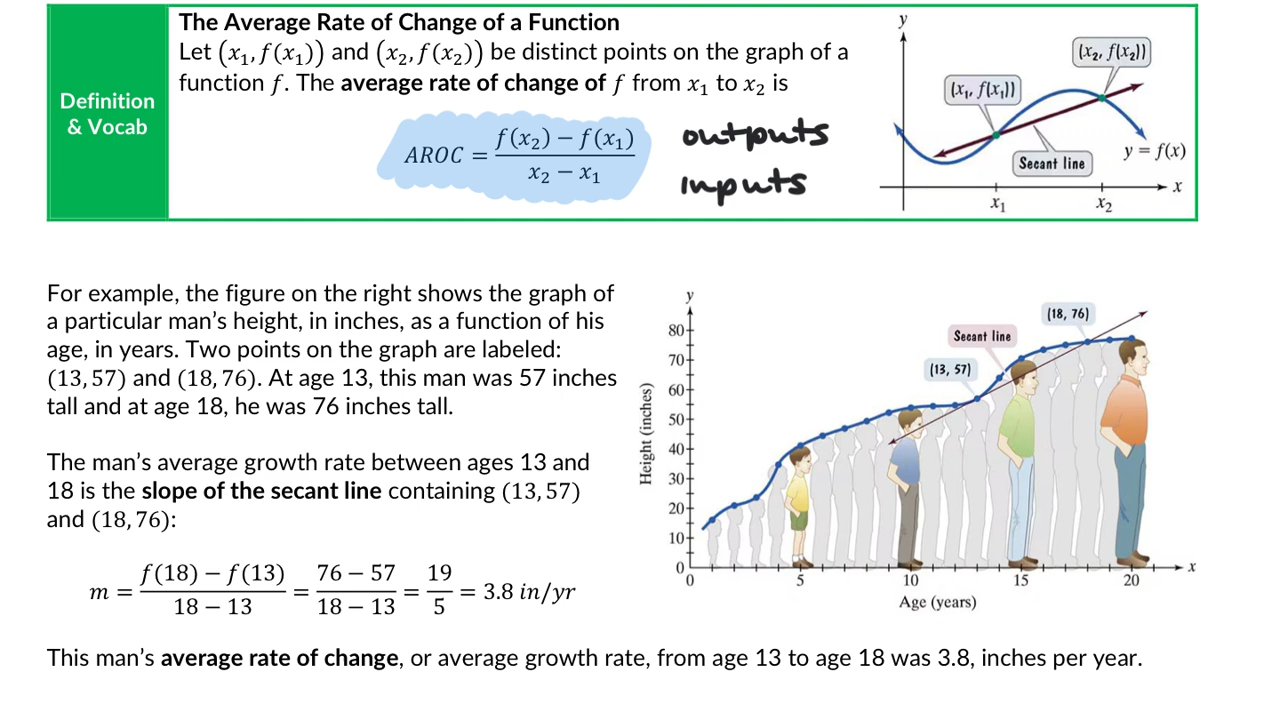 The Average Rate of Change of a Function
Let (x₁, f(x₁)) and (x₂, f(x₂)) be distinct points on the graph of a
function f. The average rate of change of f from x₁ to x₂ is
Definition
& Vocab
AROC = (f(x₂) − f(x₁)) / (x₂ − x₁)
outputs
inputs
y
(x₂, f(x₂))
(x₁, f(x₁))
Secant line
y = f(x)
x
x₁
x₂
For example, the figure on the right shows the graph of
a particular man’s height, in inches, as a function of his
age, in years. Two points on the graph are labeled:
(13, 57) and (18, 76). At age 13, this man was 57 inches
tall and at age 18, he was 76 inches tall.
The man’s average growth rate between ages 13 and
18 is the slope of the secant line containing (13, 57)
and (18, 76):
m = (f(18) − f(13)) / (18 − 13) = (76 − 57) / (18 − 13) = 19/5 = 3.8 in/yr
y
(18, 76)
Secant line
(13, 57)
80
70
60
50
40
30
20
10
0
Height (inches)
0
5
10
15
20
x
Age (years)
This man’s average rate of change, or average growth rate, from age 13 to age 18 was 3.8, inches per year.